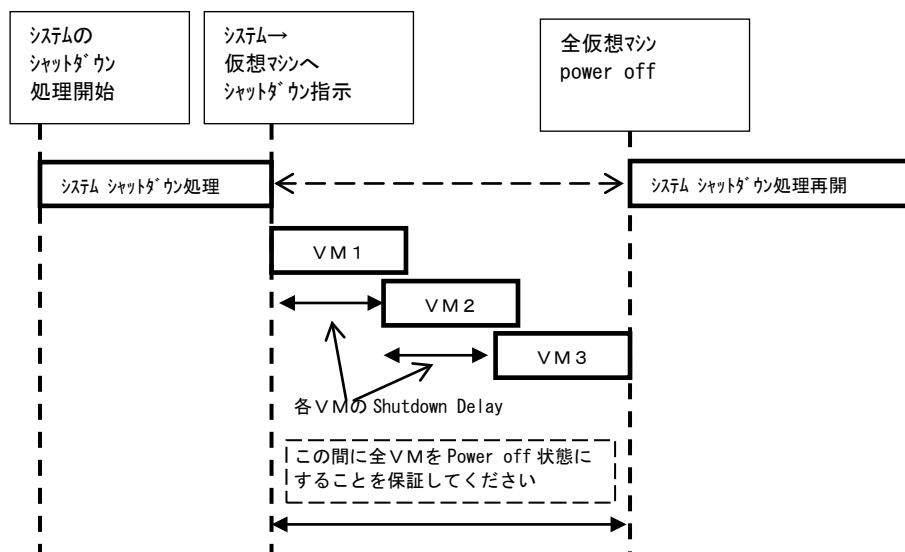 ｼｽﾃﾑの
ｼｬｯﾄﾀﾞｳﾝ
処理開始
ｼｽﾃﾑ→
仮想ﾏｼﾝへ
ｼｬｯﾄﾀﾞｳﾝ指示
全仮想ﾏｼﾝ
power off
ｼｽﾃﾑ ｼｬｯﾄﾀﾞｳﾝ処理
ｼｽﾃﾑ ｼｬｯﾄﾀﾞｳﾝ処理再開
ＶＭ１
ＶＭ２
ＶＭ３
各ＶＭの Shutdown Delay
この間に全ＶＭを Power off 状態に
することを保証してください